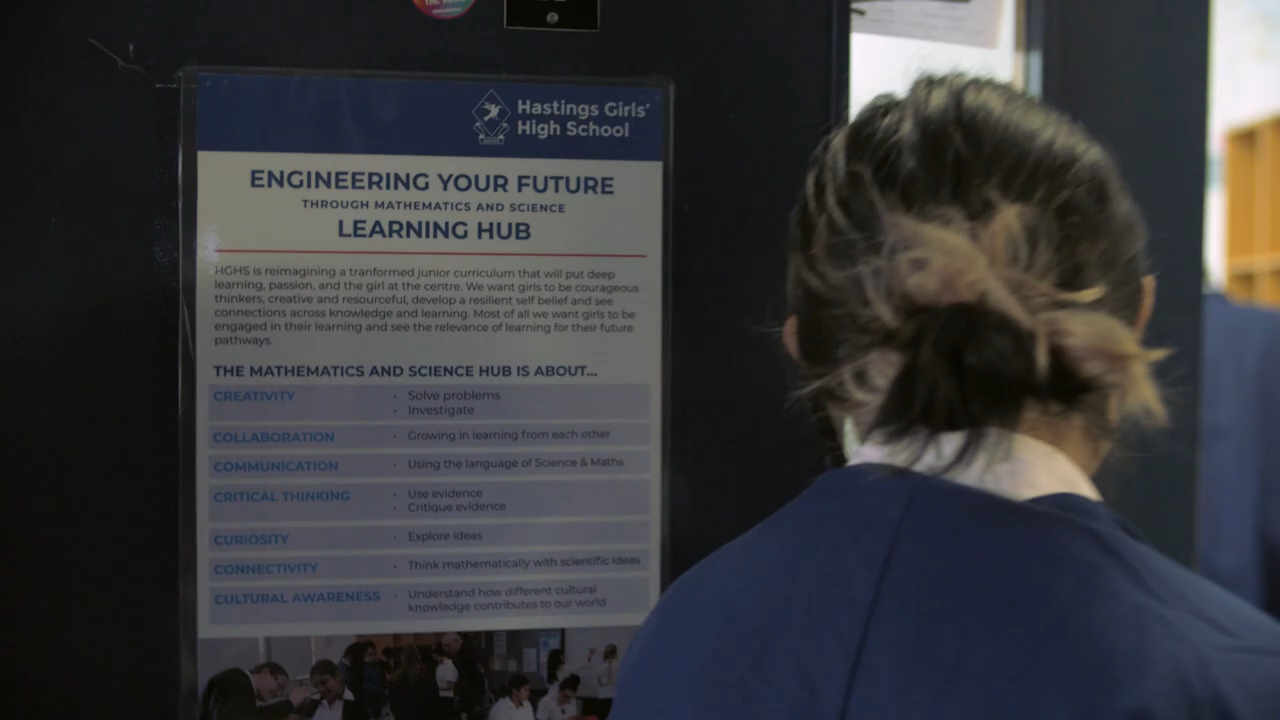 Hastings Girls'
High School
ENGINEERING YOUR FUTURE
THROUGH MATHEMATICS AND SCIENCE
LEARNING HUB
HGHS is reimagining a tranformed junior curriculum that will put deep
learning, passion, and the girl at the centre. We want girls to be courageous
thinkers, creative and resourceful, develop a resilient self belief and see
connections across knowledge and learning. Most of all we want girls to be
engaged in their learning and see the relevance of learning for their future
pathways.
THE MATHEMATICS AND SCIENCE HUB IS ABOUT...
CREATIVITY • Solve problems
• Investigate
COLLABORATION • Growing in learning from each other
COMMUNICATION • Using the language of Science & Maths
CRITICAL THINKING • Use evidence
• Critique evidence
CURIOSITY • Explore ideas
CONNECTIVITY • Think mathematically with scientific ideas
CULTURAL AWARENESS • Understand how different cultural
knowledge contributes to our world